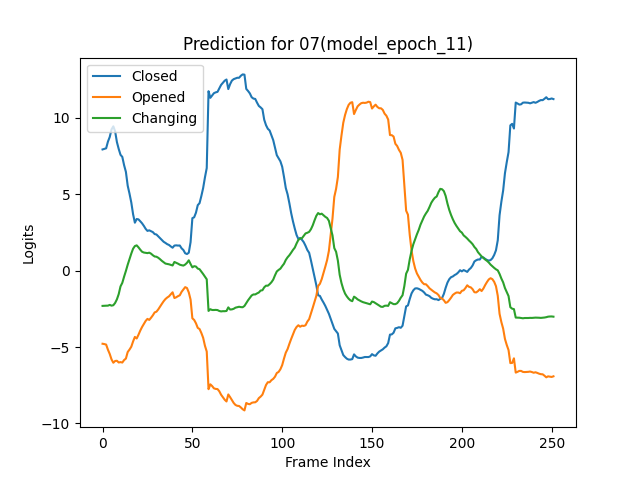 Prediction for 07(model_epoch_11)
Closed
Opened
Changing
10
5
0
−5
−10
Logits
0
50
100
150
200
250
Frame Index